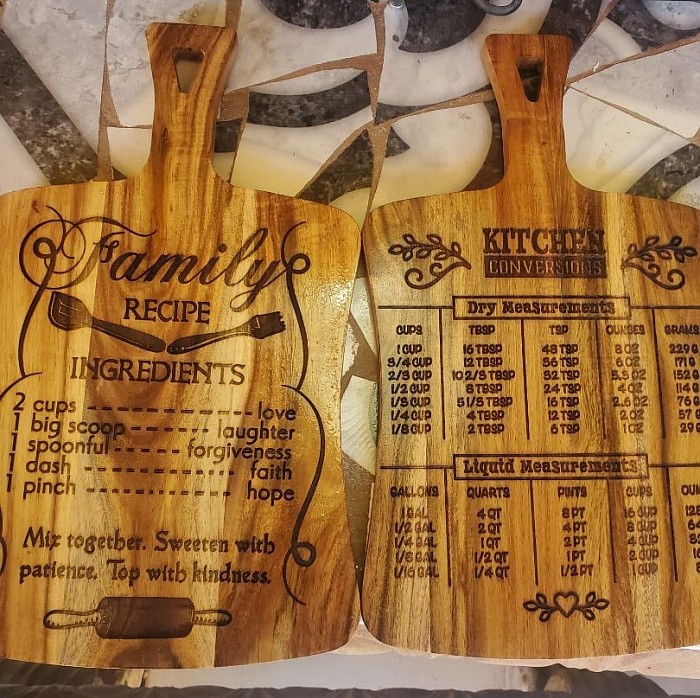 Family
RECIPE
INGREDIENTS
2 cups ---------------- love
1 big scoop ------- laughter
1 spoonful ----- forgiveness
1 dash ---------------- faith
1 pinch --------------- hope
Mix together. Sweeten with
patience. Top with kindness.
KITCHEN
CONVERSIONS
Dry Measurements
CUPS TBSP TSP OUNCES GRAMS
1 CUP 16 TBSP 48 TSP 8 OZ 229 G
3/4 CUP 12 TBSP 36 TSP 6 OZ 171 G
2/3 CUP 10 2/3 TBSP 32 TSP 5.3 OZ 152 G
1/2 CUP 8 TBSP 24 TSP 4 OZ 114 G
1/3 CUP 5 1/3 TBSP 16 TSP 2.6 OZ 76 G
1/4 CUP 4 TBSP 12 TSP 2 OZ 57 G
1/8 CUP 2 TBSP 6 TSP 1 OZ 29 G
Liquid Measurements
GALLONS QUARTS PINTS CUPS
1 GAL 4 QT 8 PT 16 CUP
1/2 GAL 2 QT 4 PT 8 CUP
1/4 GAL 1 QT 2 PT 4 CUP
1/8 GAL 1/2 QT 1 PT 2 CUP
1/16 GAL 1/4 QT 1/2 PT 1 CUP